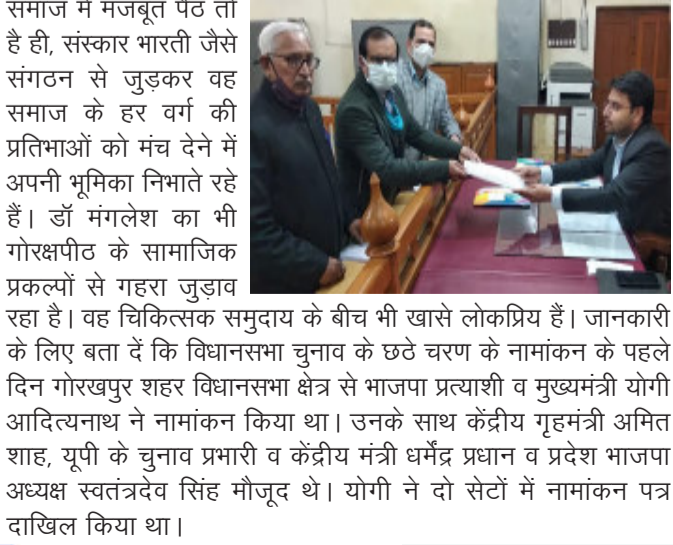 समाज में मजबूत पैठ तो
है ही, संस्कार भारती जैसे
संगठन से जुड़कर वह
समाज के हर वर्ग की
प्रतिभाओं को मंच देने में
अपनी भूमिका निभाते रहे
हैं। डॉ मंगलेश का भी
गोरक्षपीठ के सामाजिक
प्रकल्पों से गहरा जुड़ाव
रहा है। वह चिकित्सक समुदाय के बीच भी खासे लोकप्रिय हैं। जानकारी
के लिए बता दें कि विधानसभा चुनाव के छठे चरण के नामांकन के पहले
दिन गोरखपुर शहर विधानसभा क्षेत्र से भाजपा प्रत्याशी व मुख्यमंत्री योगी
आदित्यनाथ ने नामांकन किया था। उनके साथ केंद्रीय गृहमंत्री अमित
शाह, यूपी के चुनाव प्रभारी व केंद्रीय मंत्री धर्मेंद्र प्रधान व प्रदेश भाजपा
अध्यक्ष स्वतंत्रदेव सिंह मौजूद थे। योगी ने दो सेटों में नामांकन पत्र
दाखिल किया था।